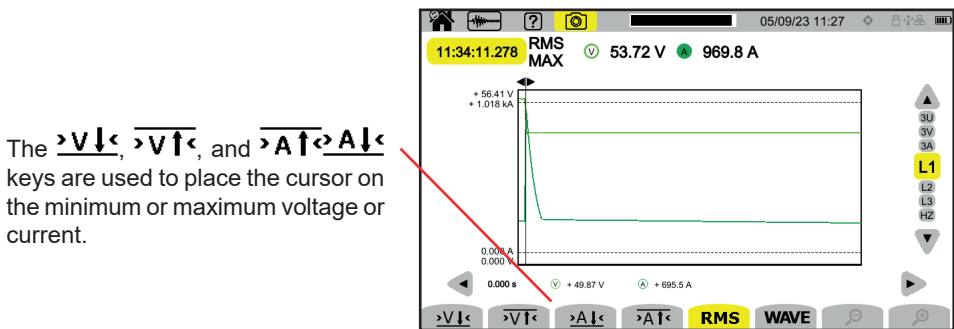 The >V↓<, >V↑<, and >A↑<>A↓<
keys are used to place the cursor on
the minimum or maximum voltage or
current.
?
05/09/23 11:27
11:34:11.278
RMS
MAX
V 53.72 V A 969.8 A
+ 56.41 V
+ 1.018 kA
0.000 A
0.000 V
3U
3V
3A
L1
L2
L3
HZ
0.000 s V + 49.87 V A + 695.5 A
>V↓< >V↑< >A↓< >A↑< RMS WAVE